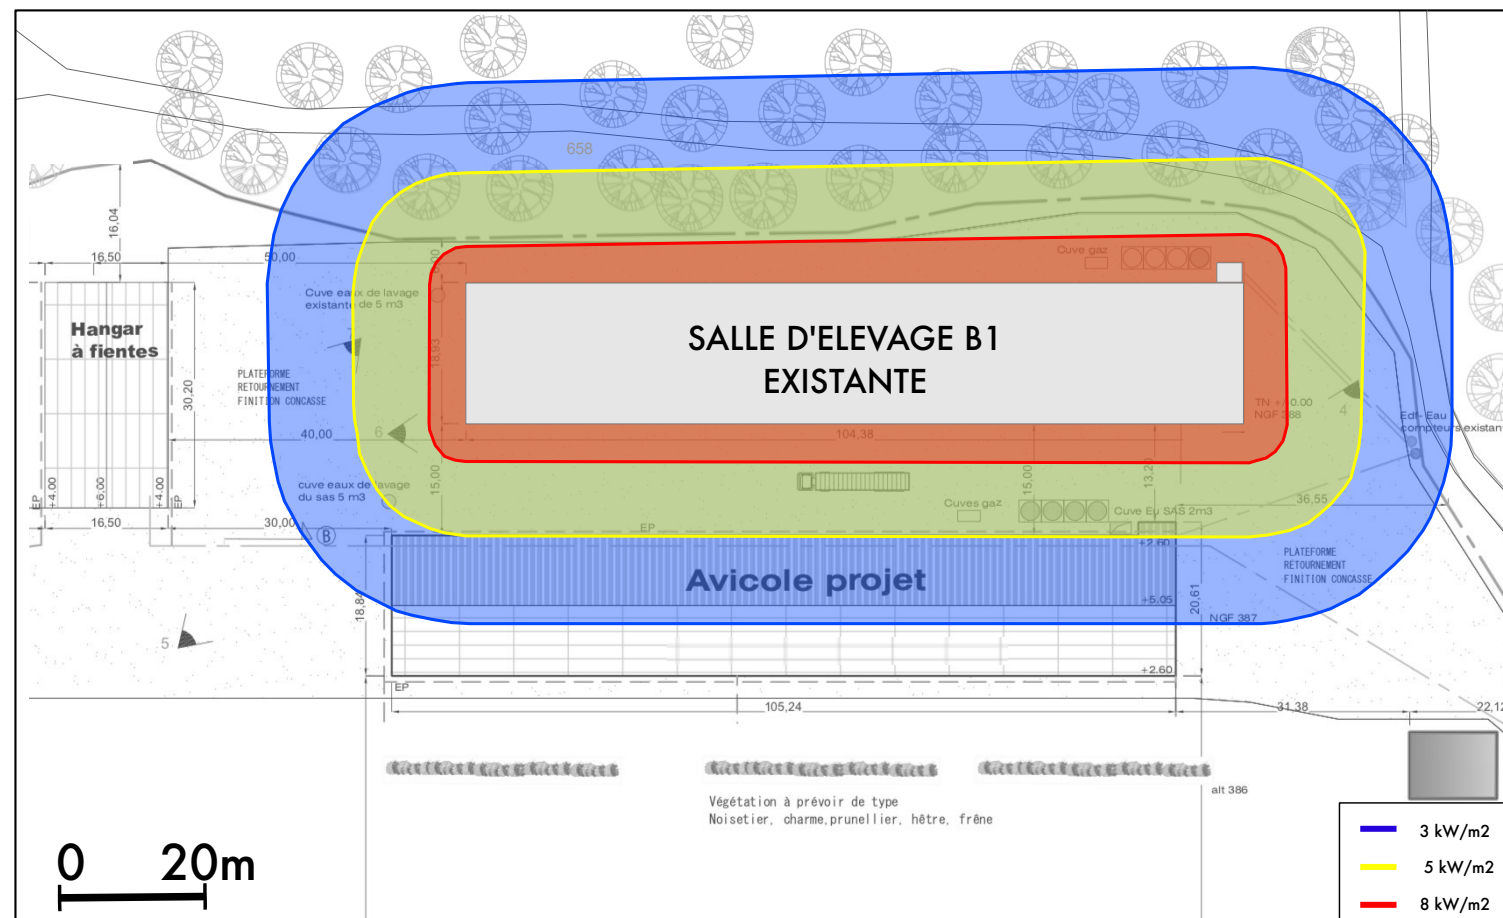 658
16,04
16,50
50,00
Cuve gaz
Cuve eaux de lavage
existante de 5 m3
Hangar
à fientes
SALLE D'ELEVAGE B1
EXISTANTE
18,93
PLATEFORME
RETOURNEMENT
FINITION CONCASSE
30,20
TN +/-0.00
NGF 388
4
Edf- Eau
compteurs existant
40,00
6
104,38
cuve eaux de lavage
du sas 5 m3
15,00
15,00
13,20
+4.00
+6,00
+4.00
EP
EP
Cuves gaz
Cuve Eu SAS 2m3
36,55
16,50
30,00
B
EP
+2.60
PLATEFORME
RETOURNEMENT
FINITION CONCASSE
Avicole projet
+5.05
18,84
20,61
NGF 387
5
+2.60
EP
105,24
31,38
22,12
alt 386
Végétation à prévoir de type
Noisetier, charme,prunellier, hêtre, frêne
0 20m
3 kW/m2
5 kW/m2
8 kW/m2